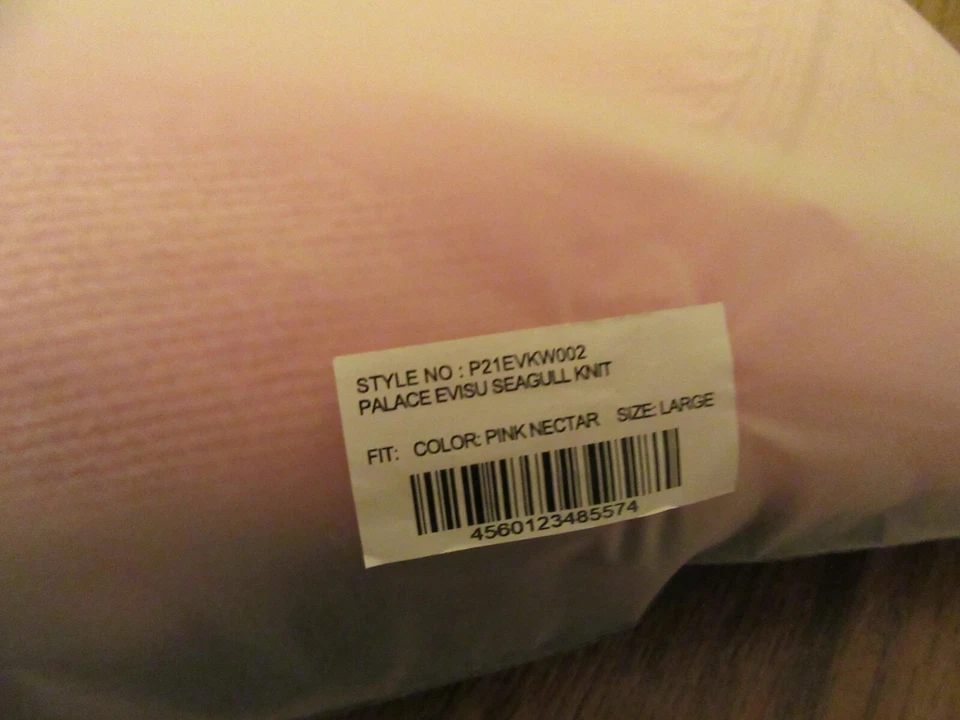 STYLE NO : P21EVKW002
PALACE EVISU SEAGULL KNIT
FIT: COLOR: PINK NECTAR SIZE: LARGE
4560123485574